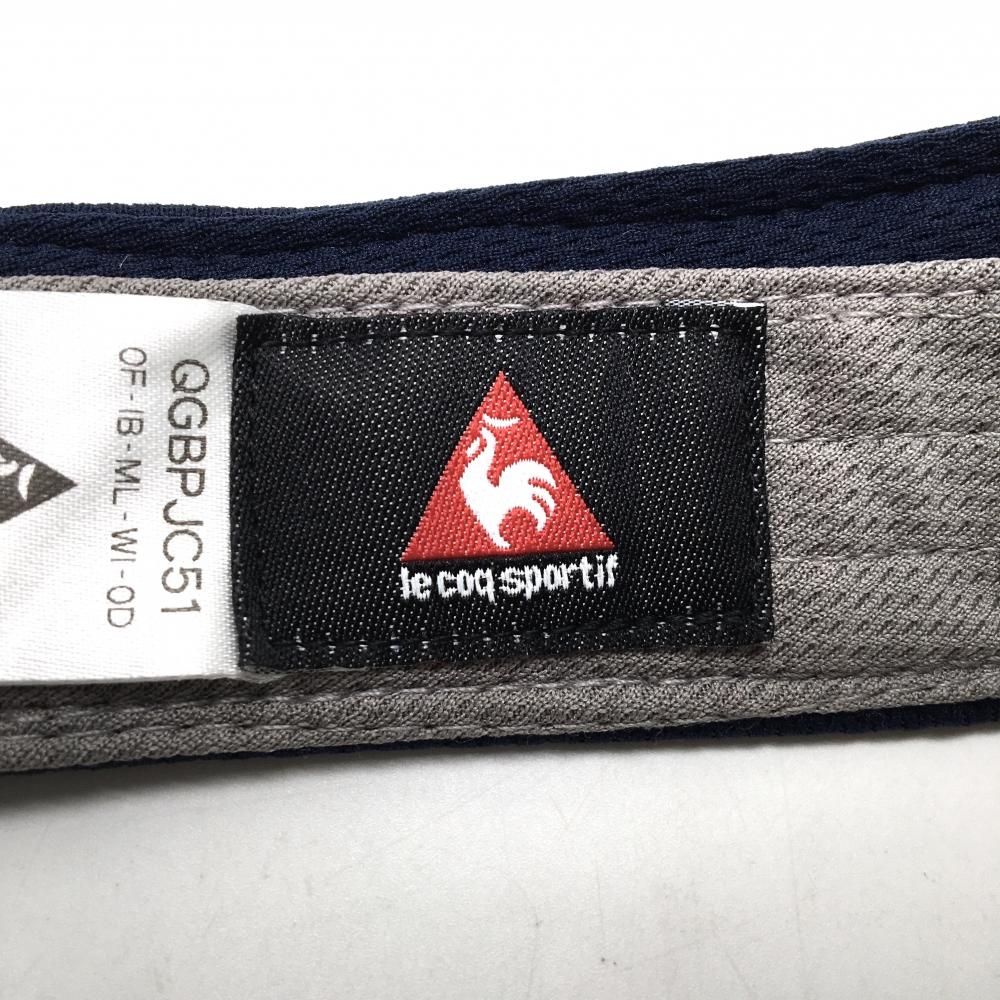 QGBPJC51
OF-IB-ML-WI-OD
le coq sportif